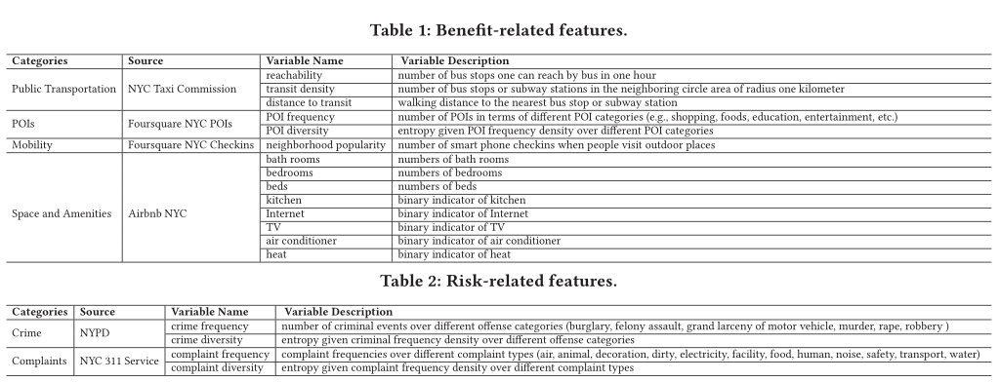 Table 1: Benefit-related features.
Categories Source Variable Name Variable Description
Public Transportation NYC Taxi Commission reachability number of bus stops one can reach by bus in one hour
transit density number of bus stops or subway stations in the neighboring circle area of radius one kilometer
distance to transit walking distance to the nearest bus stop or subway station
POIs Foursquare NYC POIs POI frequency number of POIs in terms of different POI categories (e.g., shopping, foods, education, entertainment, etc.)
POI diversity entropy given POI frequency density over different POI categories
Mobility Foursquare NYC Checkins neighborhood popularity number of smart phone checkins when people visit outdoor places
Space and Amenities Airbnb NYC bath rooms numbers of bath rooms
bedrooms numbers of bedrooms
beds numbers of beds
kitchen binary indicator of kitchen
Internet binary indicator of Internet
TV binary indicator of TV
air conditioner binary indicator of air conditioner
heat binary indicator of heat
Table 2: Risk-related features.
Categories Source Variable Name Variable Description
Crime NYPD crime frequency number of criminal events over different offense categories (burglary, felony assault, grand larceny of motor vehicle, murder, rape, robbery )
crime diversity entropy given criminal frequency density over different offense categories
Complaints NYC 311 Service complaint frequency complaint frequencies over different complaint types (air, animal, decoration, dirty, electricity, facility, food, human, noise, safety, transport, water)
complaint diversity entropy given complaint frequency density over different complaint types